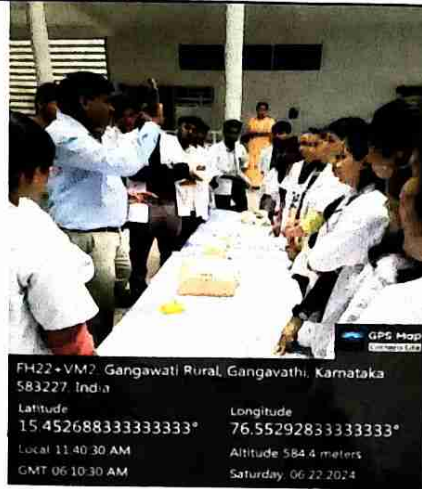 GPS Map
FH22+VM2, Gangawati Rural, Gangavathi, Karnataka
583227, India
Latitude
15.452688333333333°
Longitude
76.55292833333333°
Local 11:40:30 AM
Altitude 584.4 meters
GMT 06:10:30 AM
Saturday, 06.22.2024